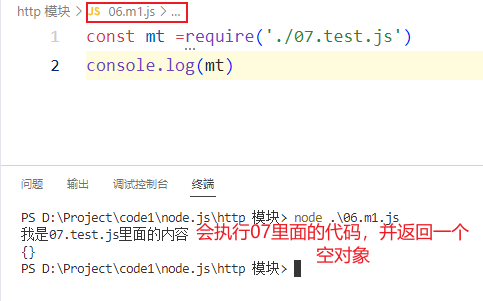 http 模块 > JS 06.m1.js > ...
1 const mt =require('./07.test.js')
2 console.log(mt)
问题 输出 调试控制台 终端
PS D:\Project\code1\node.js\http 模块> node .\06.m1.js
我是07.test.js里面的内容 会执行07里面的代码，并返回一个
{} 空对象
PS D:\Project\code1\node.js\http 模块>